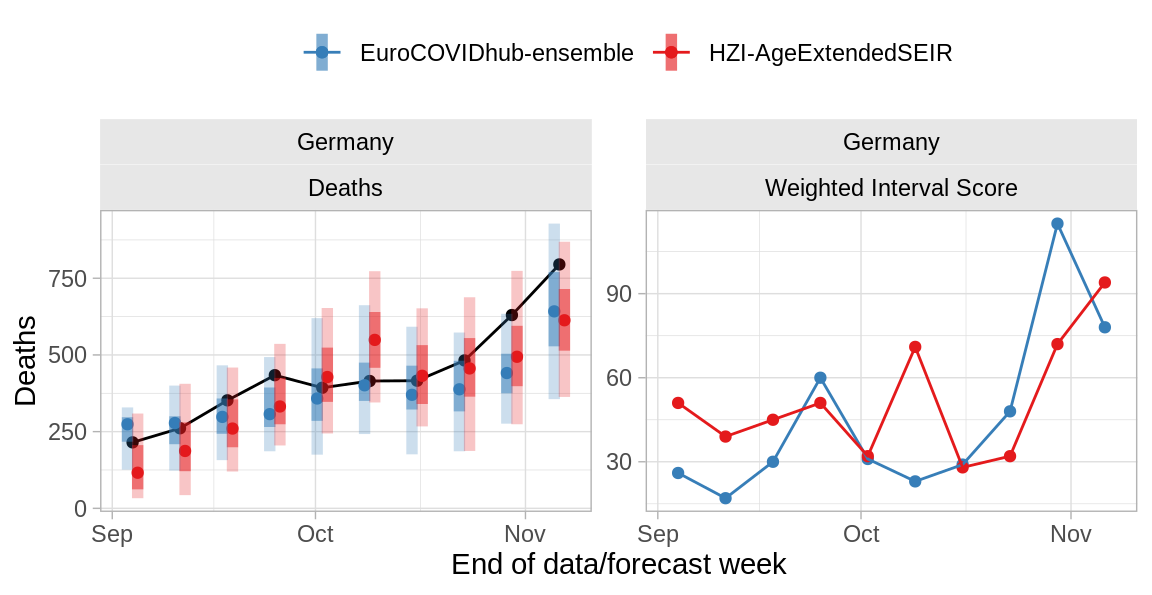 EuroCOVIDhub-ensemble HZI-AgeExtendedSEIR
Germany
Deaths
Deaths
750
500
250
0
Sep Oct Nov
Germany
Weighted Interval Score
90
60
30
Sep Oct Nov
End of data/forecast week